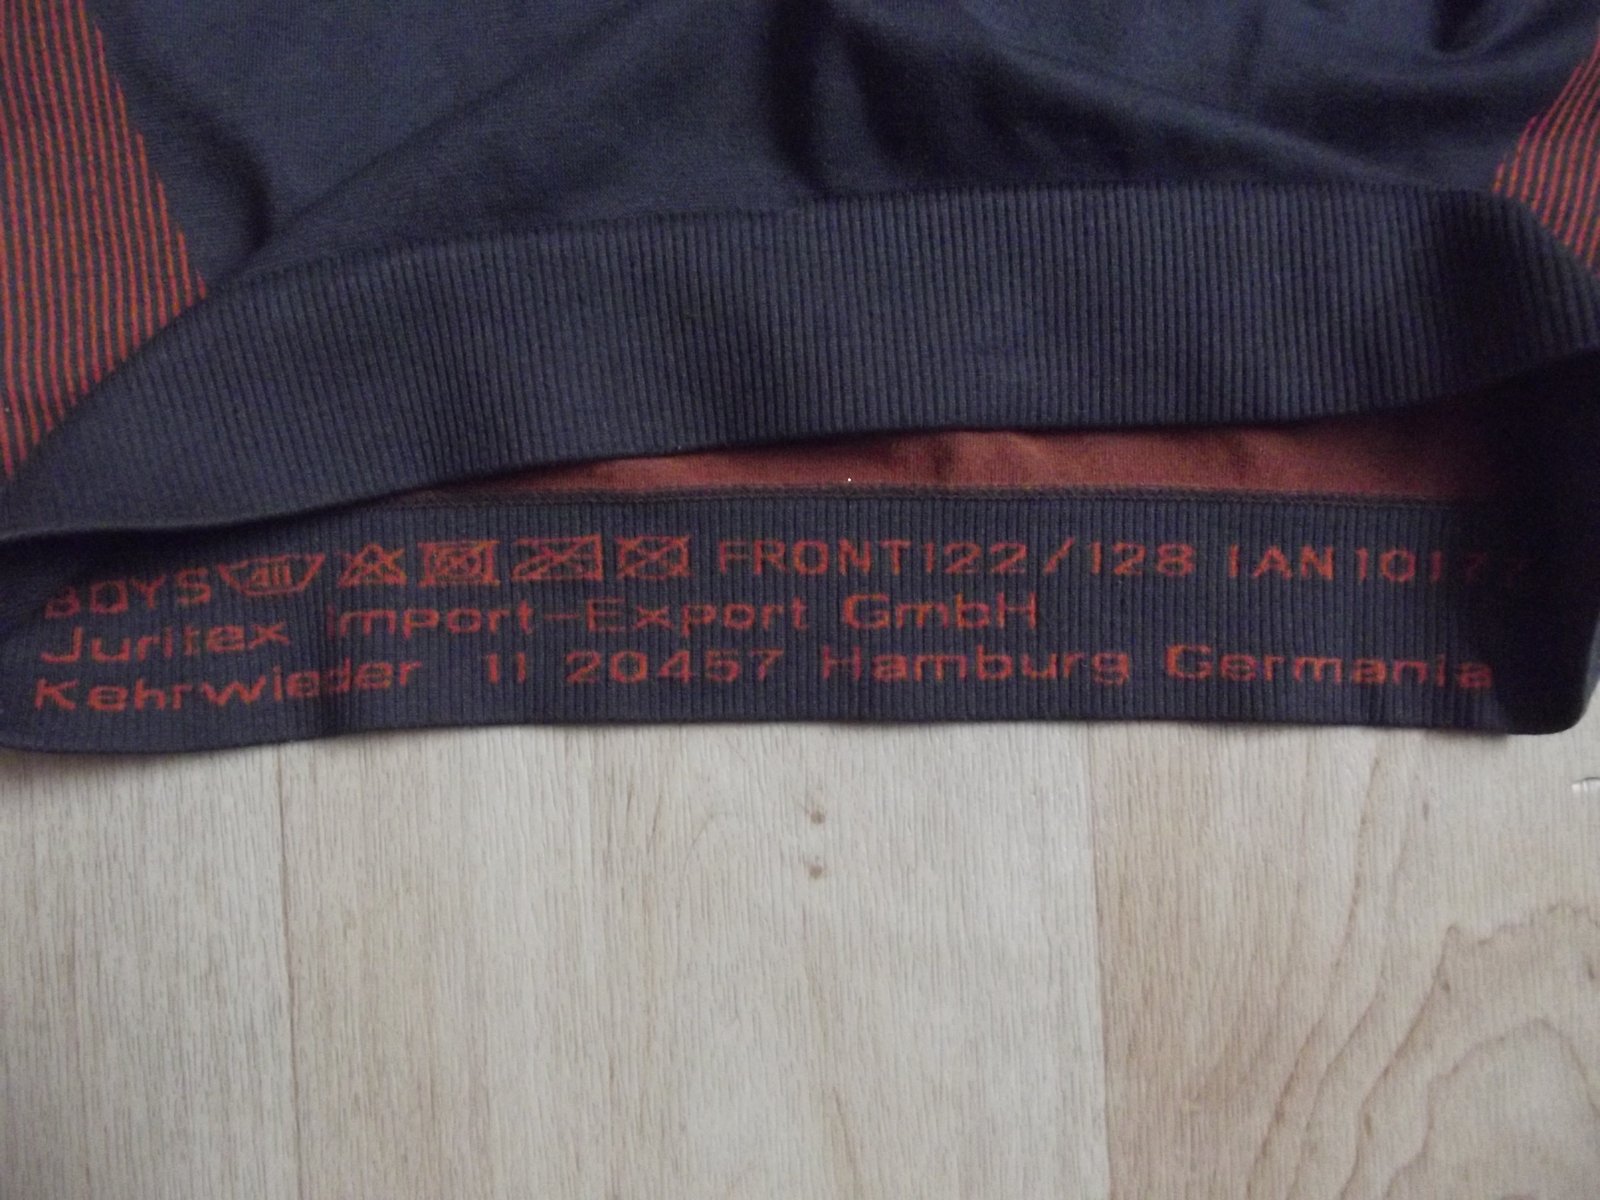 BOYS FRONT 122/128 IAN
Juritex Import-Export GmbH
Kehrwieder 11 20457 Hamburg Germania